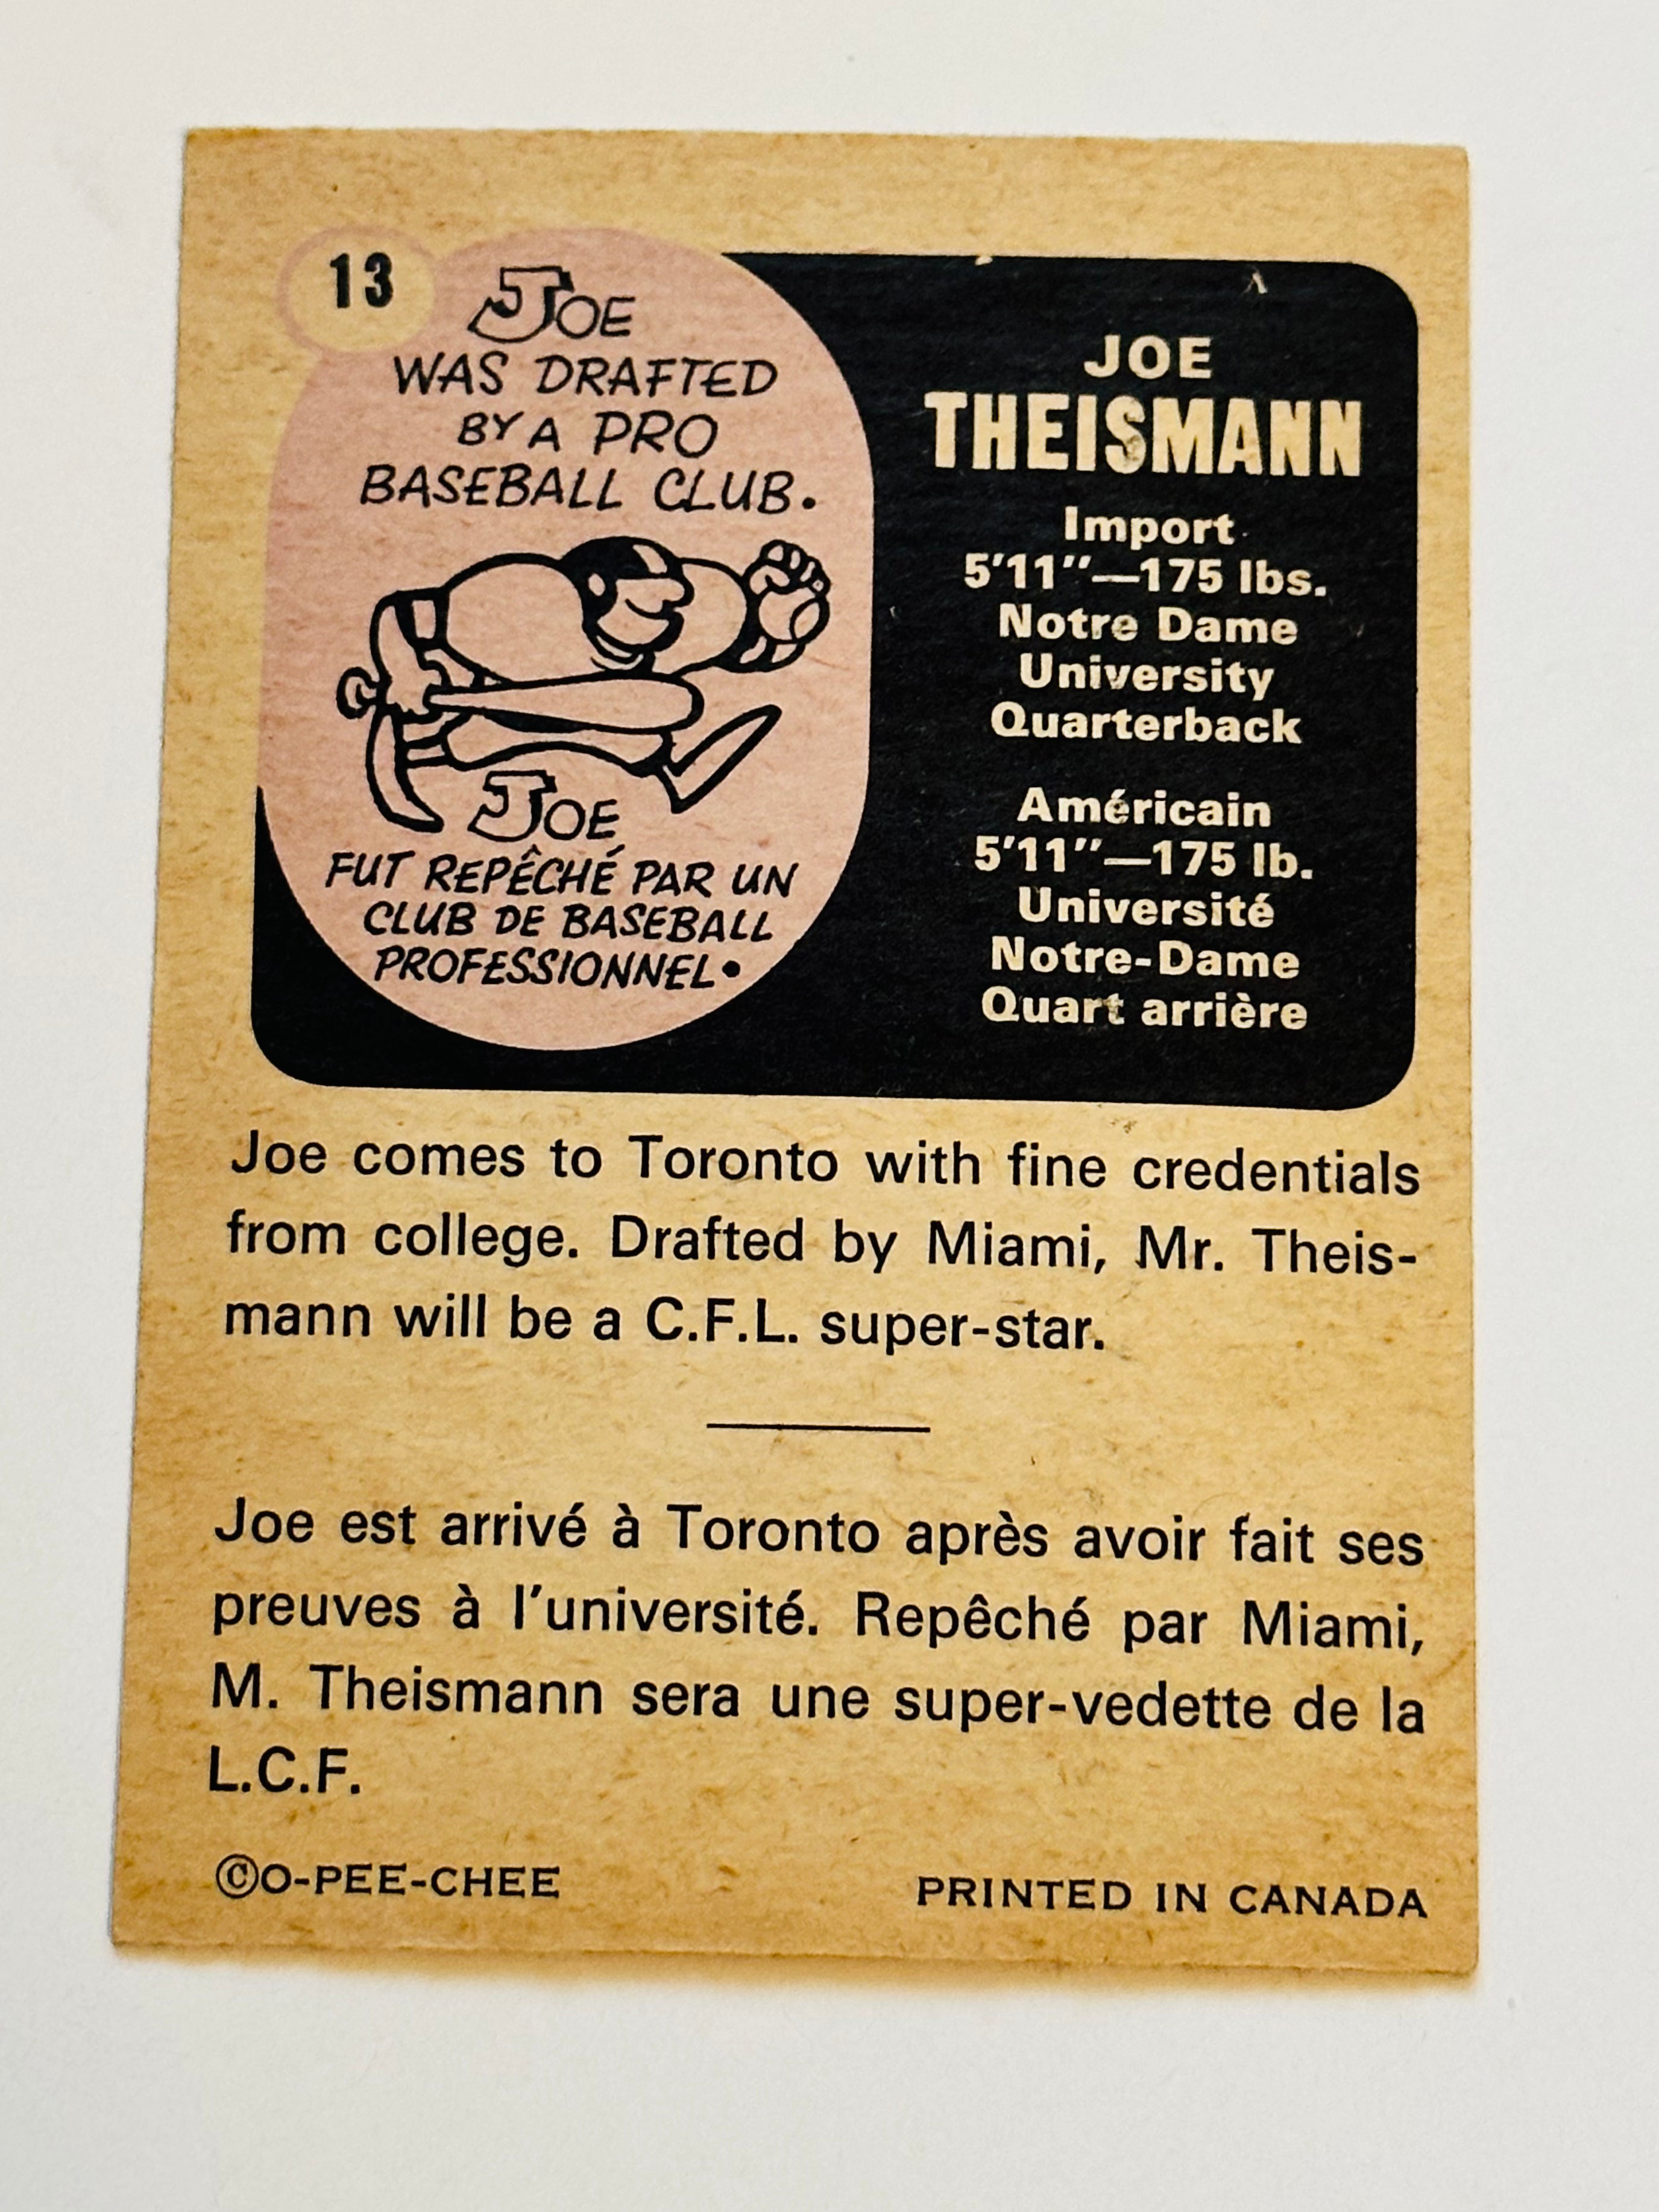 13
JOE
WAS DRAFTED
BY A PRO
BASEBALL CLUB.
JOE
FUT REPÊCHÉ PAR UN
CLUB DE BASEBALL
PROFESSIONNEL.
JOE
THEISMANN
Import
5'11"—175 lbs.
Notre Dame
University
Quarterback
Américain
5'11"—175 lb.
Université
Notre-Dame
Quart arrière
Joe comes to Toronto with fine credentials
from college. Drafted by Miami, Mr. Theis-
mann will be a C.F.L. super-star.
Joe est arrivé à Toronto après avoir fait ses
preuves à l'université. Repêché par Miami,
M. Theismann sera une super-vedette de la
L.C.F.
©O-PEE-CHEE
PRINTED IN CANADA